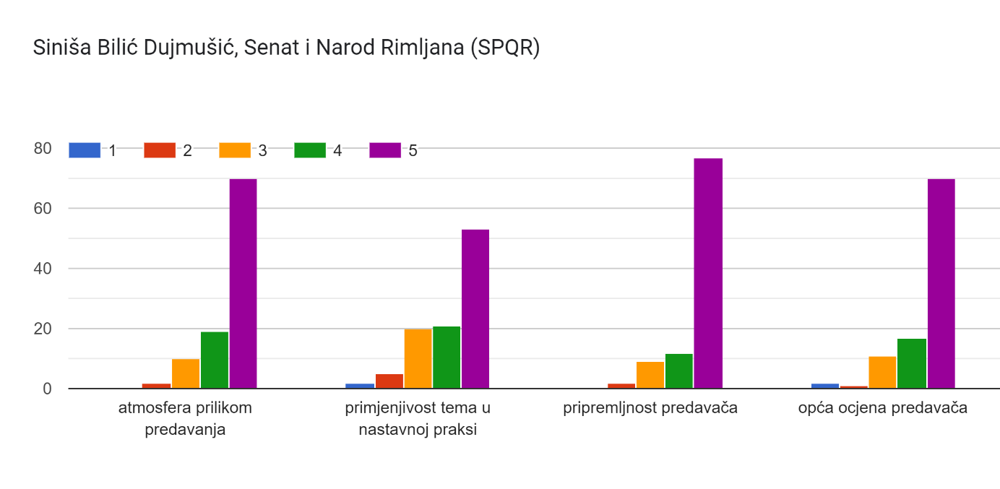 Siniša Bilić Dujmušić, Senat i Narod Rimljana (SPQR)
1 2 3 4 5
80
60
40
20
0
atmosfera prilikom predavanja
primjenjivost tema u nastavnoj praksi
pripremljnost predavača
opća ocjena predavača